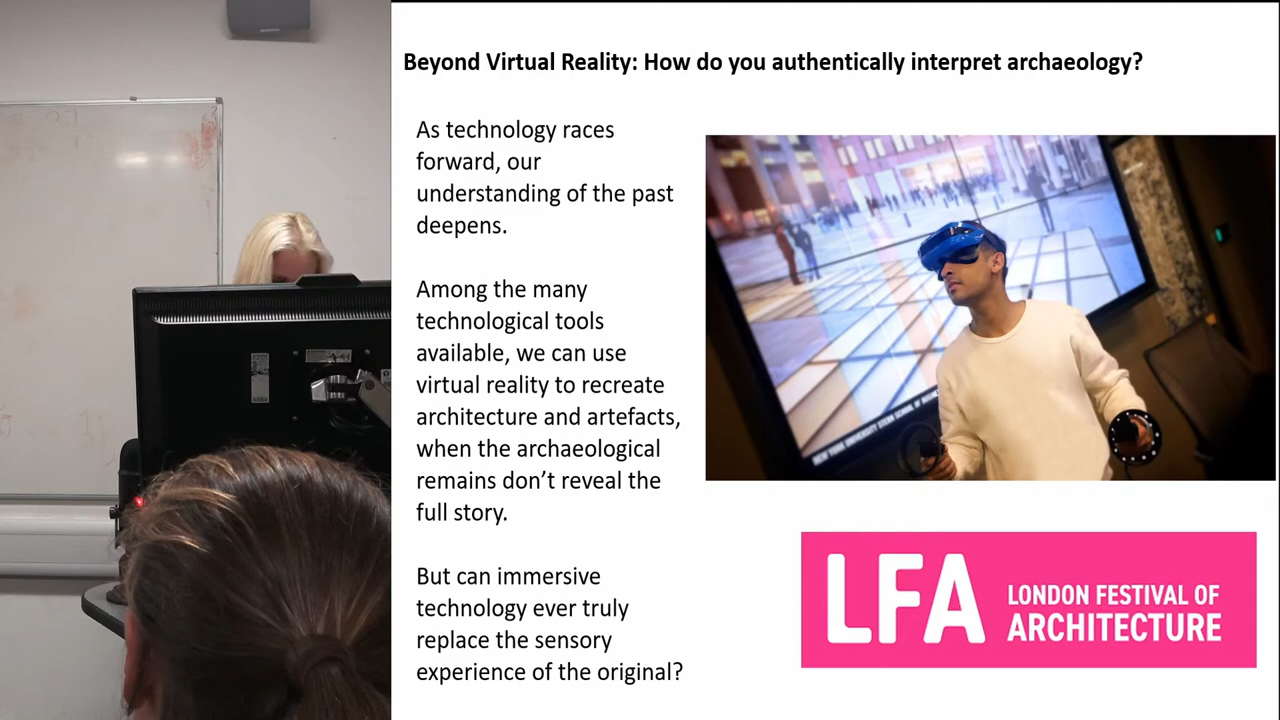 Beyond Virtual Reality: How do you authentically interpret archaeology?
As technology races
forward, our
understanding of the past
deepens.
Among the many
technological tools
available, we can use
virtual reality to recreate
architecture and artefacts,
when the archaeological
remains don’t reveal the
full story.
But can immersive
technology ever truly
replace the sensory
experience of the original?
LFA
LONDON FESTIVAL OF
ARCHITECTURE